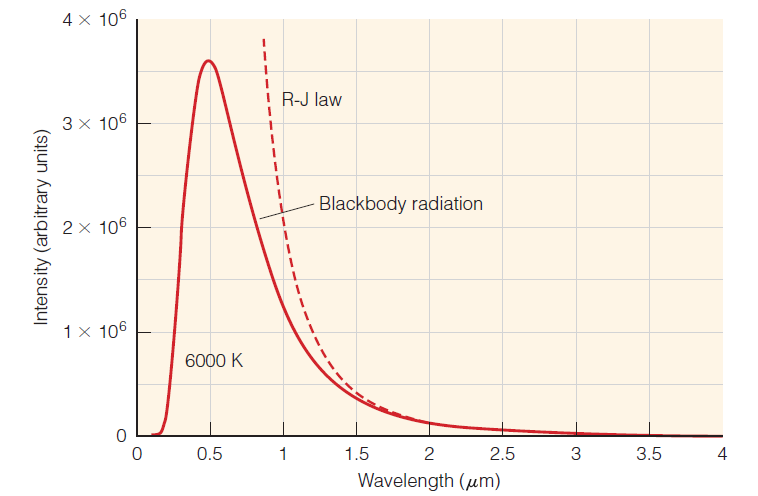 4 × 10⁶
R-J law
3 × 10⁶
Intensity (arbitrary units)
Blackbody radiation
2 × 10⁶
1 × 10⁶
6000 K
0
0 0.5 1 1.5 2 2.5 3 3.5 4
Wavelength (μm)